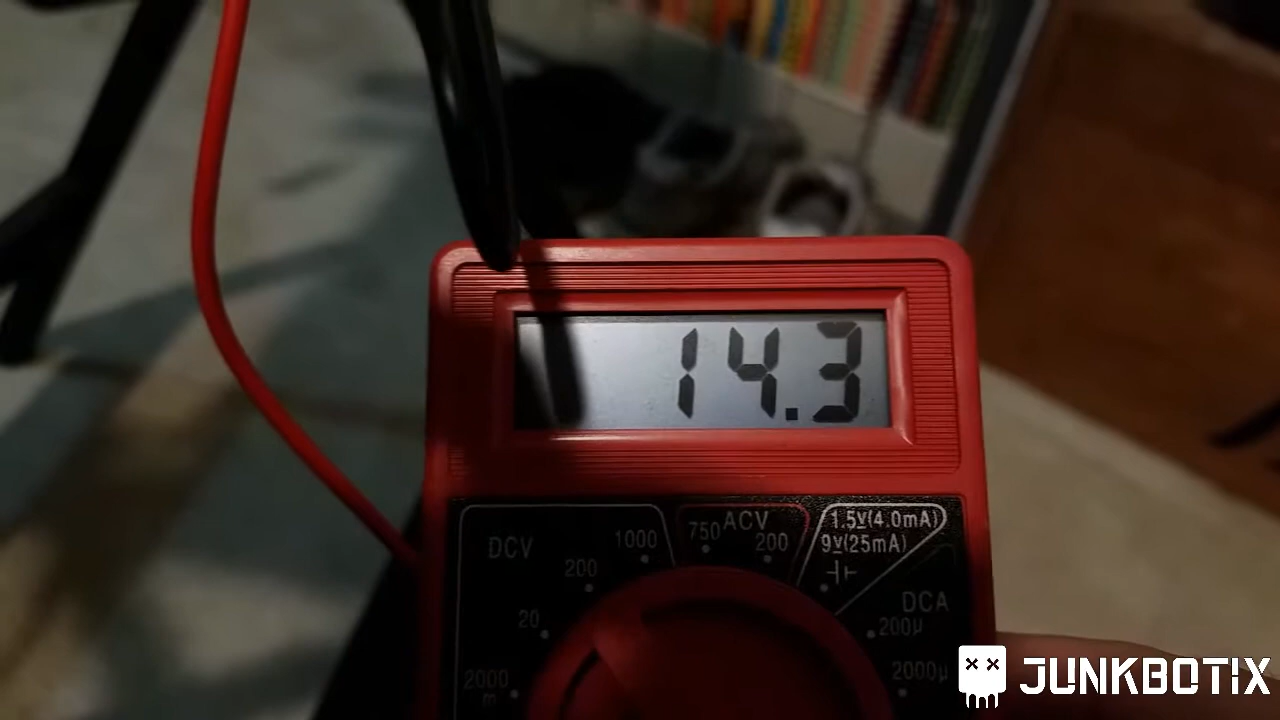 14.3
DCV
1000
200
20
2000
m
750
ACV
200
1.5V(4.0mA)
9V(25mA)
DCA
200µ
2000µ
JUNKBOTIX